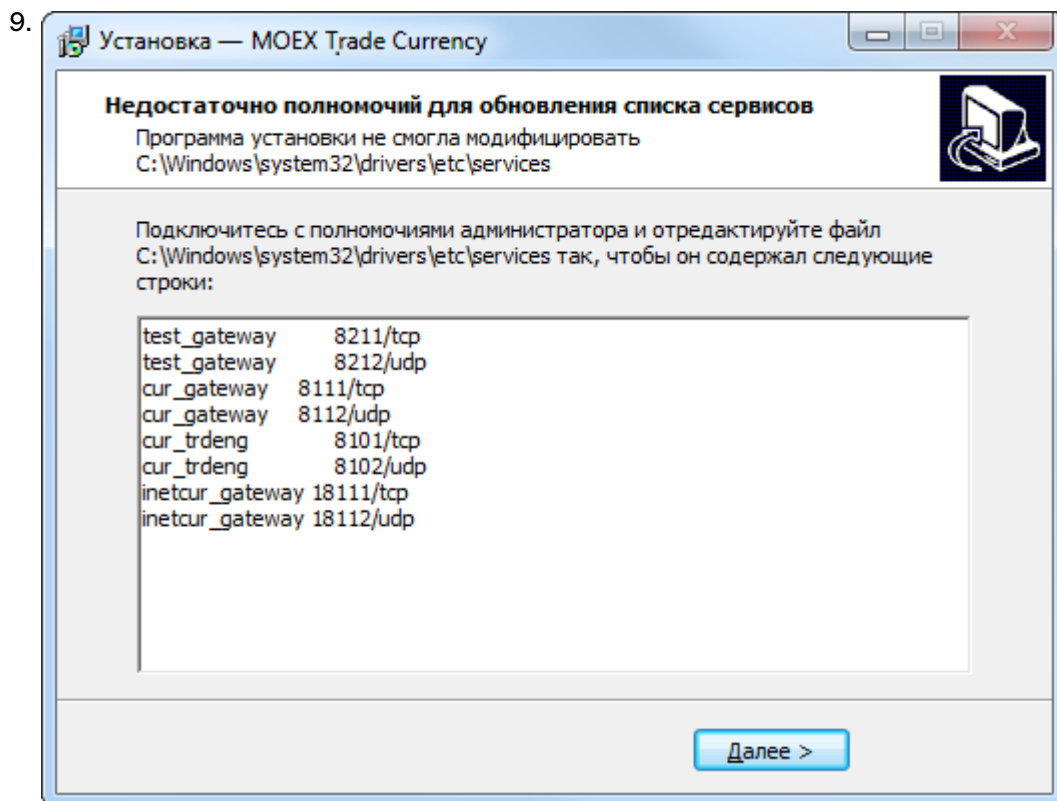 9.
Установка — MOEX Trade Currency
Недостаточно полномочий для обновления списка сервисов
Программа установки не смогла модифицировать
C:\Windows\system32\drivers\etc\services
Подключитесь с полномочиями администратора и отредактируйте файл
C:\Windows\system32\drivers\etc\services так, чтобы он содержал следующие
строки:
test_gateway 8211/tcp
test_gateway 8212/udp
cur_gateway 8111/tcp
cur_gateway 8112/udp
cur_trdeng 8101/tcp
cur_trdeng 8102/udp
inetcur_gateway 18111/tcp
inetcur_gateway 18112/udp
Далее >